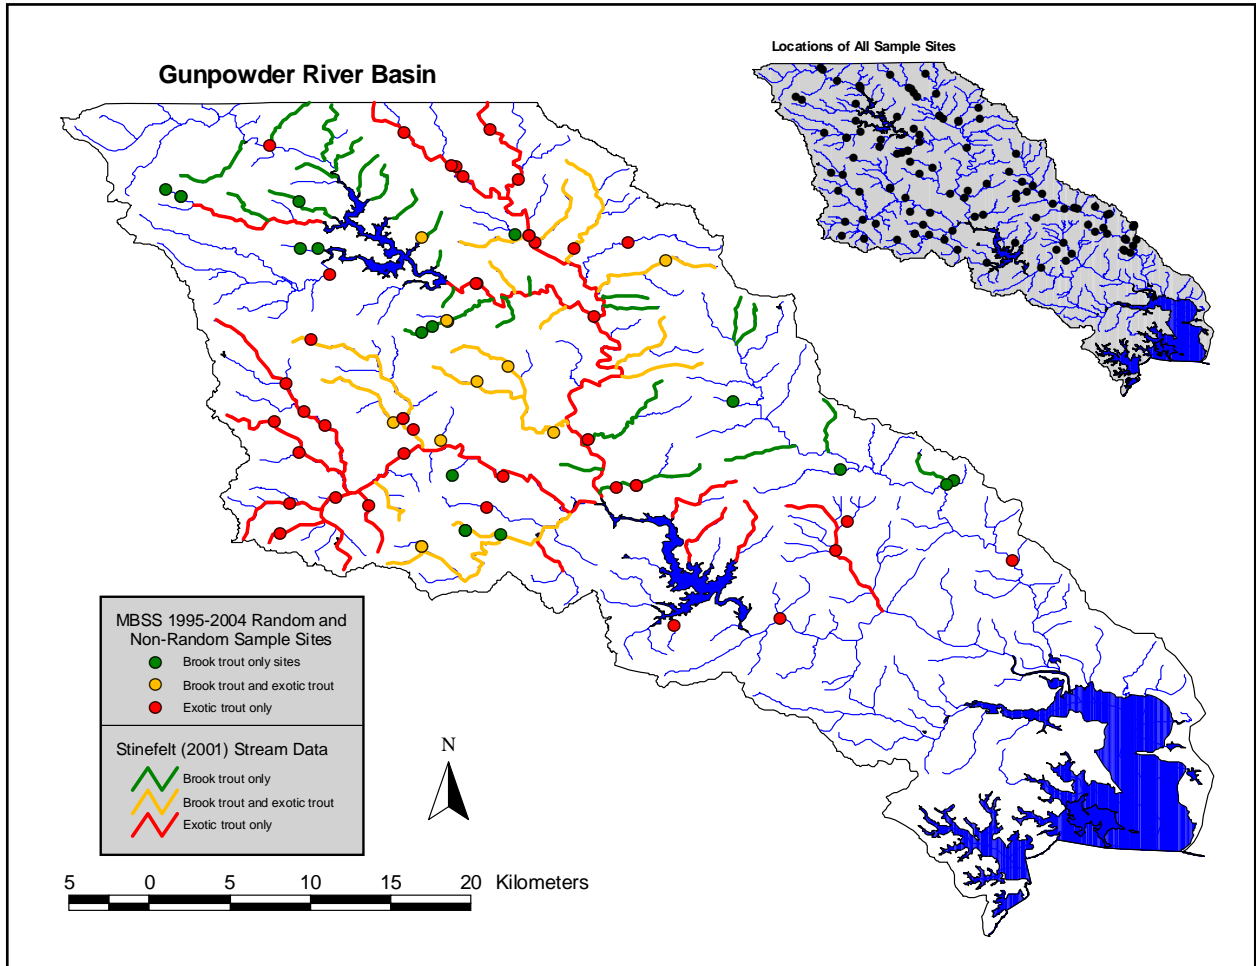 Locations of All Sample Sites
Gunpowder River Basin
MBSS 1995-2004 Random and
Non-Random Sample Sites
Brook trout only sites
Brook trout and exotic trout
Exotic trout only
Stinefelt (2001) Stream Data
Brook trout only
Brook trout and exotic trout
Exotic trout only
N
5 0 5 10 15 20 Kilometers